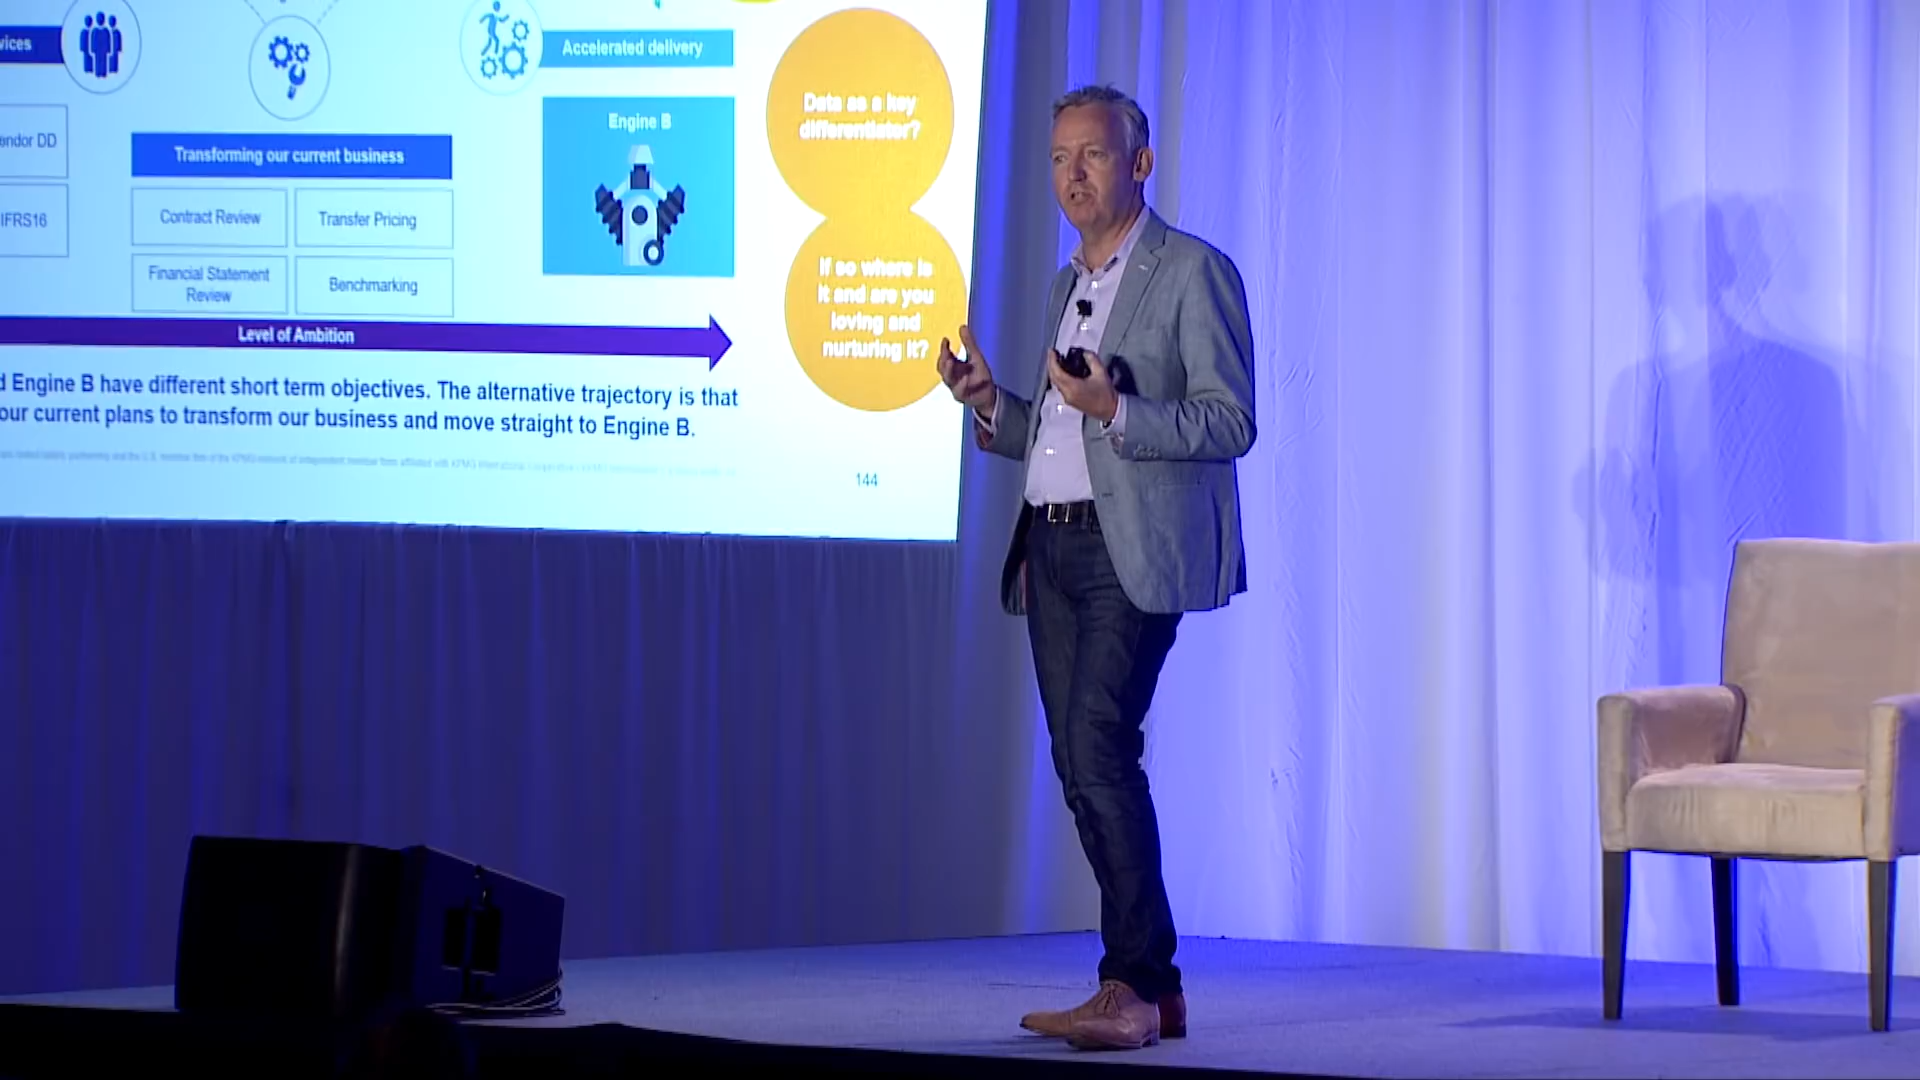 vices
Accelerated delivery
Data as a key
differentiator?
Engine B
endor DD
Transforming our current business
IFRS16
Contract Review
Transfer Pricing
Financial Statement
Review
Benchmarking
If so where is
it and are you
loving and
nurturing it?
Level of Ambition
d Engine B have different short term objectives. The alternative trajectory is that
our current plans to transform our business and move straight to Engine B.
144